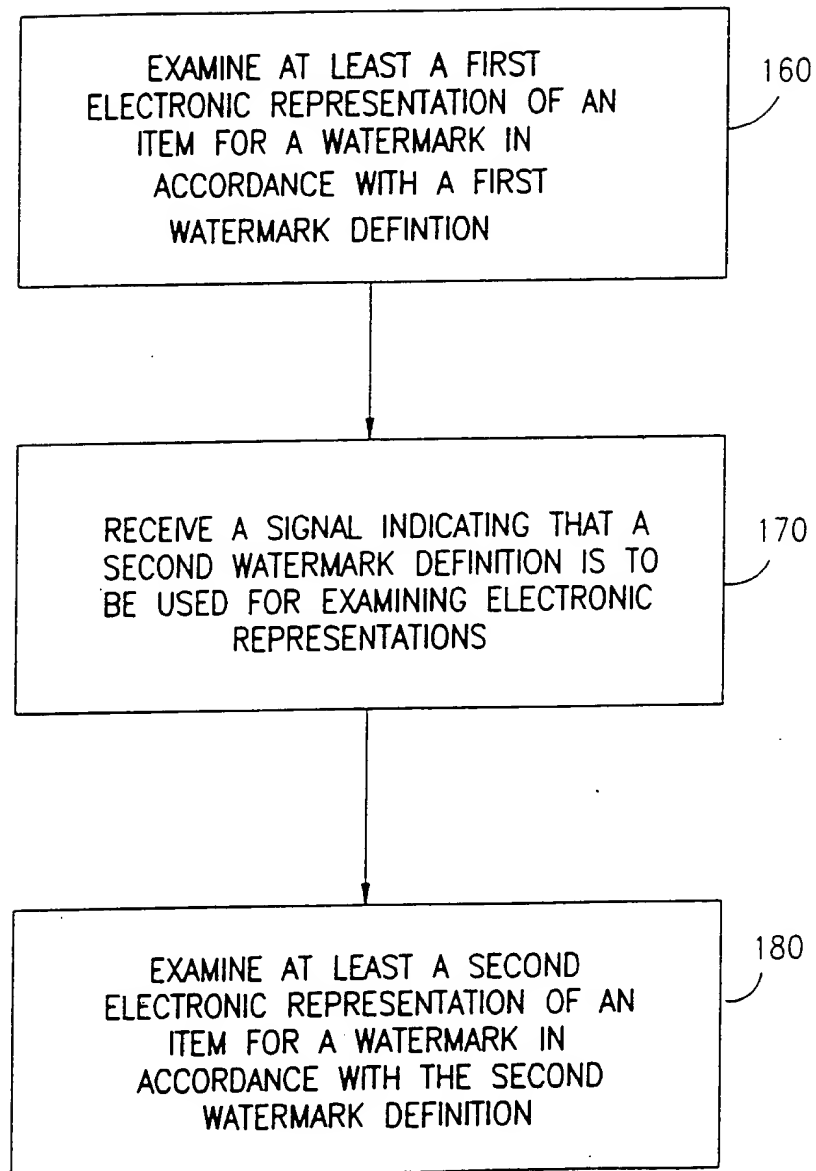 EXAMINE AT LEAST A FIRST
ELECTRONIC REPRESENTATION OF AN
ITEM FOR A WATERMARK IN
ACCORDANCE WITH A FIRST
WATERMARK DEFINTION
160
RECEIVE A SIGNAL INDICATING THAT A
SECOND WATERMARK DEFINITION IS TO
BE USED FOR EXAMINING ELECTRONIC
REPRESENTATIONS
170
EXAMINE AT LEAST A SECOND
ELECTRONIC REPRESENTATION OF AN
ITEM FOR A WATERMARK IN
ACCORDANCE WITH THE SECOND
WATERMARK DEFINITION
180